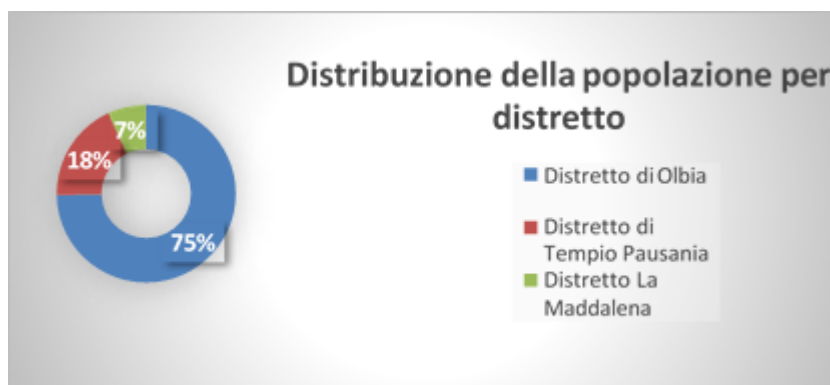 Distribuzione della popolazione per
distretto
7%
18%
75%
Distretto di Olbia
Distretto di
Tempio Pausania
Distretto La
Maddalena